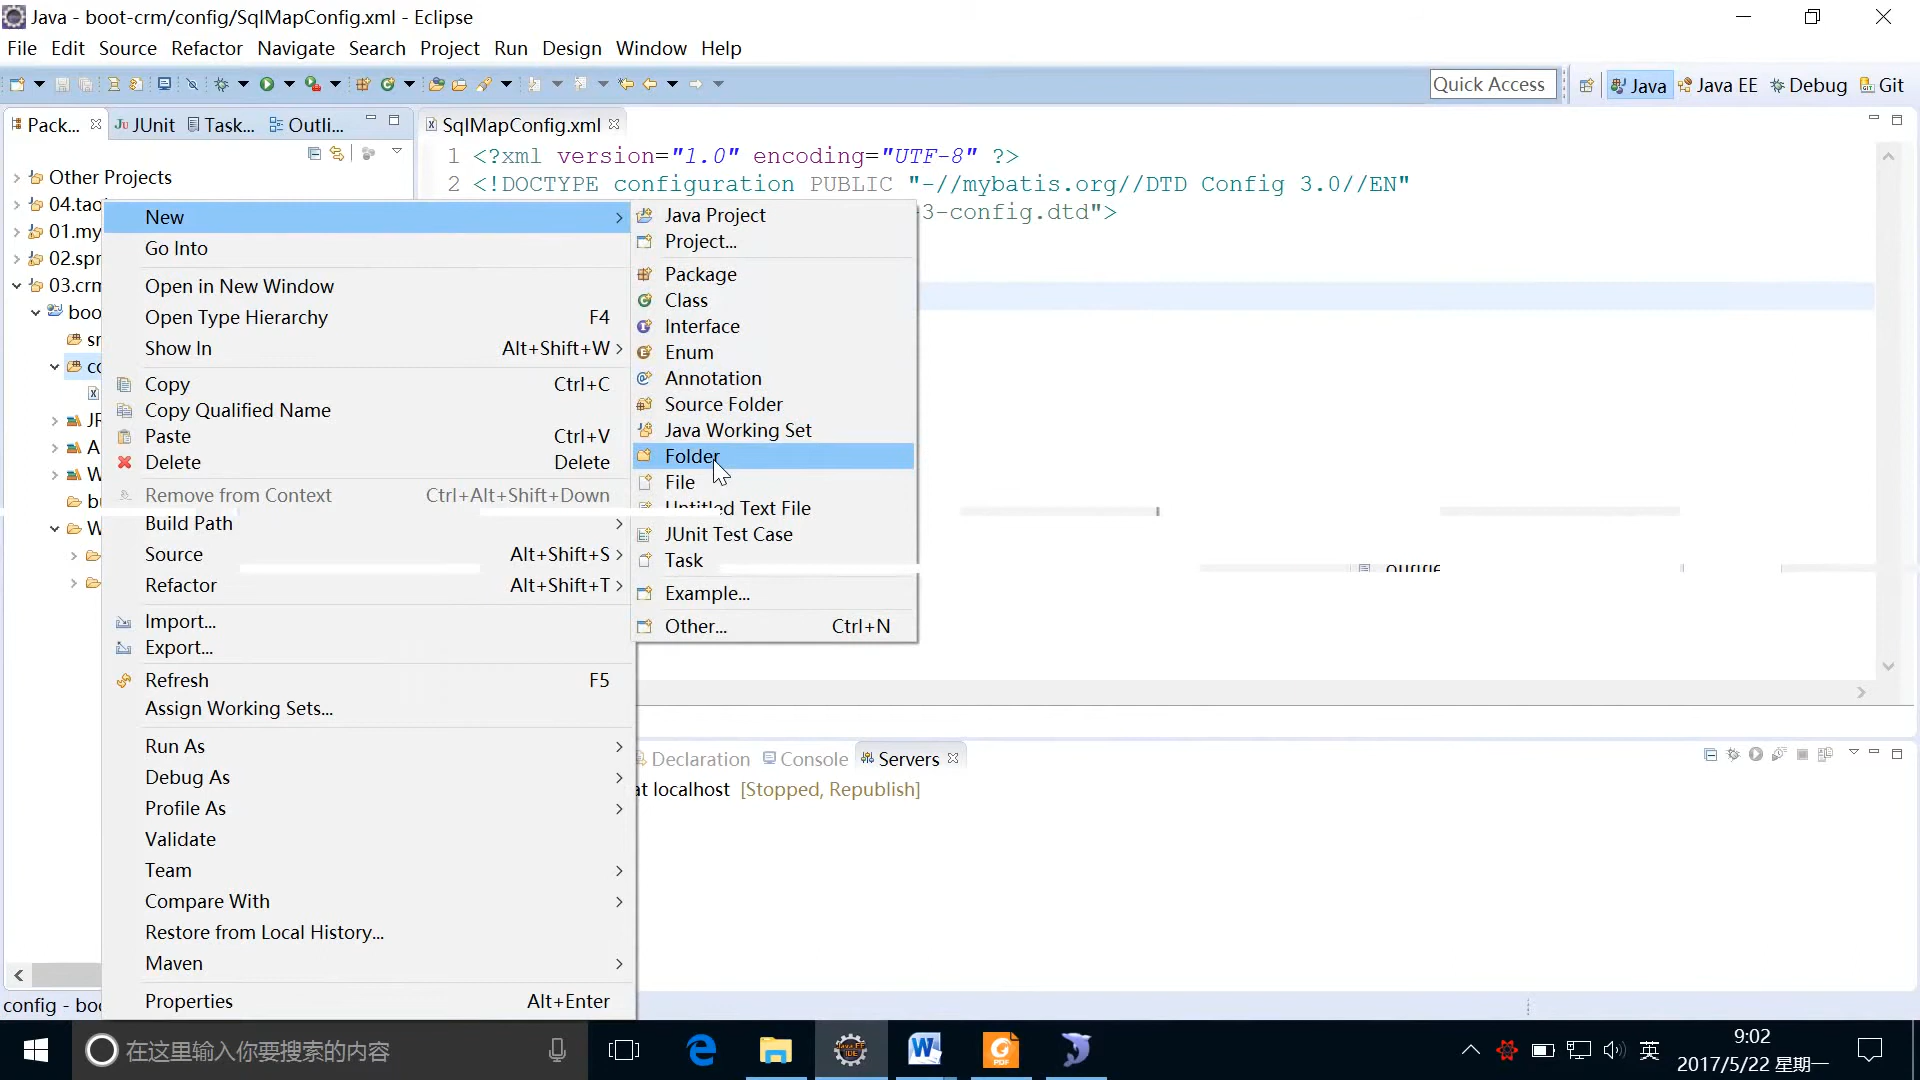 Java - boot-crm/config/SqlMapConfig.xml - Eclipse
File Edit Source Refactor Navigate Search Project Run Design Window Help
Quick Access
Java
Java EE
Debug
Git
Pack...
JUnit
Task...
Outli...
SqlMapConfig.xml
1 <?xml version="1.0" encoding="UTF-8" ?>
2 <!DOCTYPE configuration PUBLIC "-//mybatis.org//DTD Config 3.0//EN"
3-config.dtd">
Other Projects
04.tao
01.my
02.spr
03.crm
boo
sr
co
JR
A
W
bu
W
New
Go Into
Open in New Window
Open Type Hierarchy F4
Show In Alt+Shift+W
Copy Ctrl+C
Copy Qualified Name
Paste Ctrl+V
Delete Delete
Remove from Context Ctrl+Alt+Shift+Down
Build Path
Source Alt+Shift+S
Refactor Alt+Shift+T
Import...
Export...
Refresh F5
Assign Working Sets...
Run As
Debug As
Profile As
Validate
Team
Compare With
Restore from Local History...
Maven
Properties Alt+Enter
Java Project
Project...
Package
Class
Interface
Enum
Annotation
Source Folder
Java Working Set
Folder
File
Untitled Text File
JUnit Test Case
Task
Example...
Other... Ctrl+N
Declaration
Console
Servers
at localhost [Stopped, Republish]
config - boo
在这里输入你要搜索的内容
英
9:02
2017/5/22 星期一